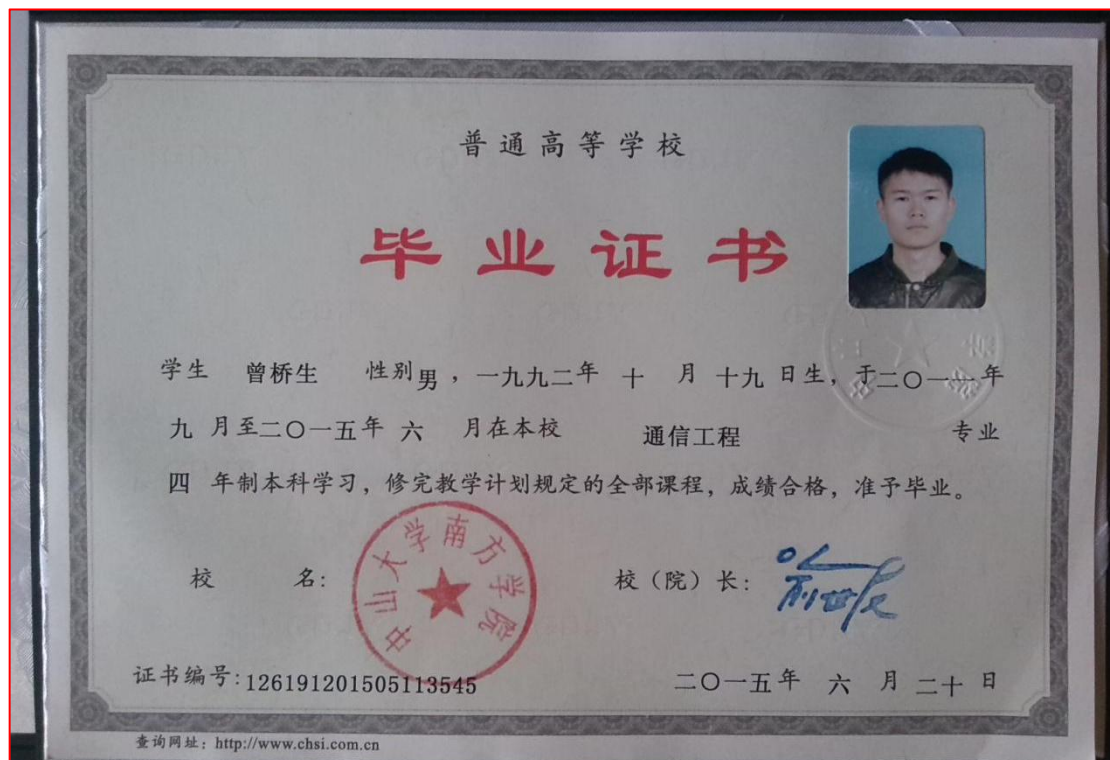 普通高等学校
毕业证书
学生 曾桥生 性别男，一九九二年 十 月 十九 日生，于二〇一一年
九 月至二〇一五年 六 月在本校 通信工程 专业
四 年制本科学习，修完教学计划规定的全部课程，成绩合格，准予毕业。
校 名：
中山大学南方学院
校（院）长：
证书编号:126191201505113545
二〇一五年 六 月 二十 日
查询网址：http://www.chsi.com.cn